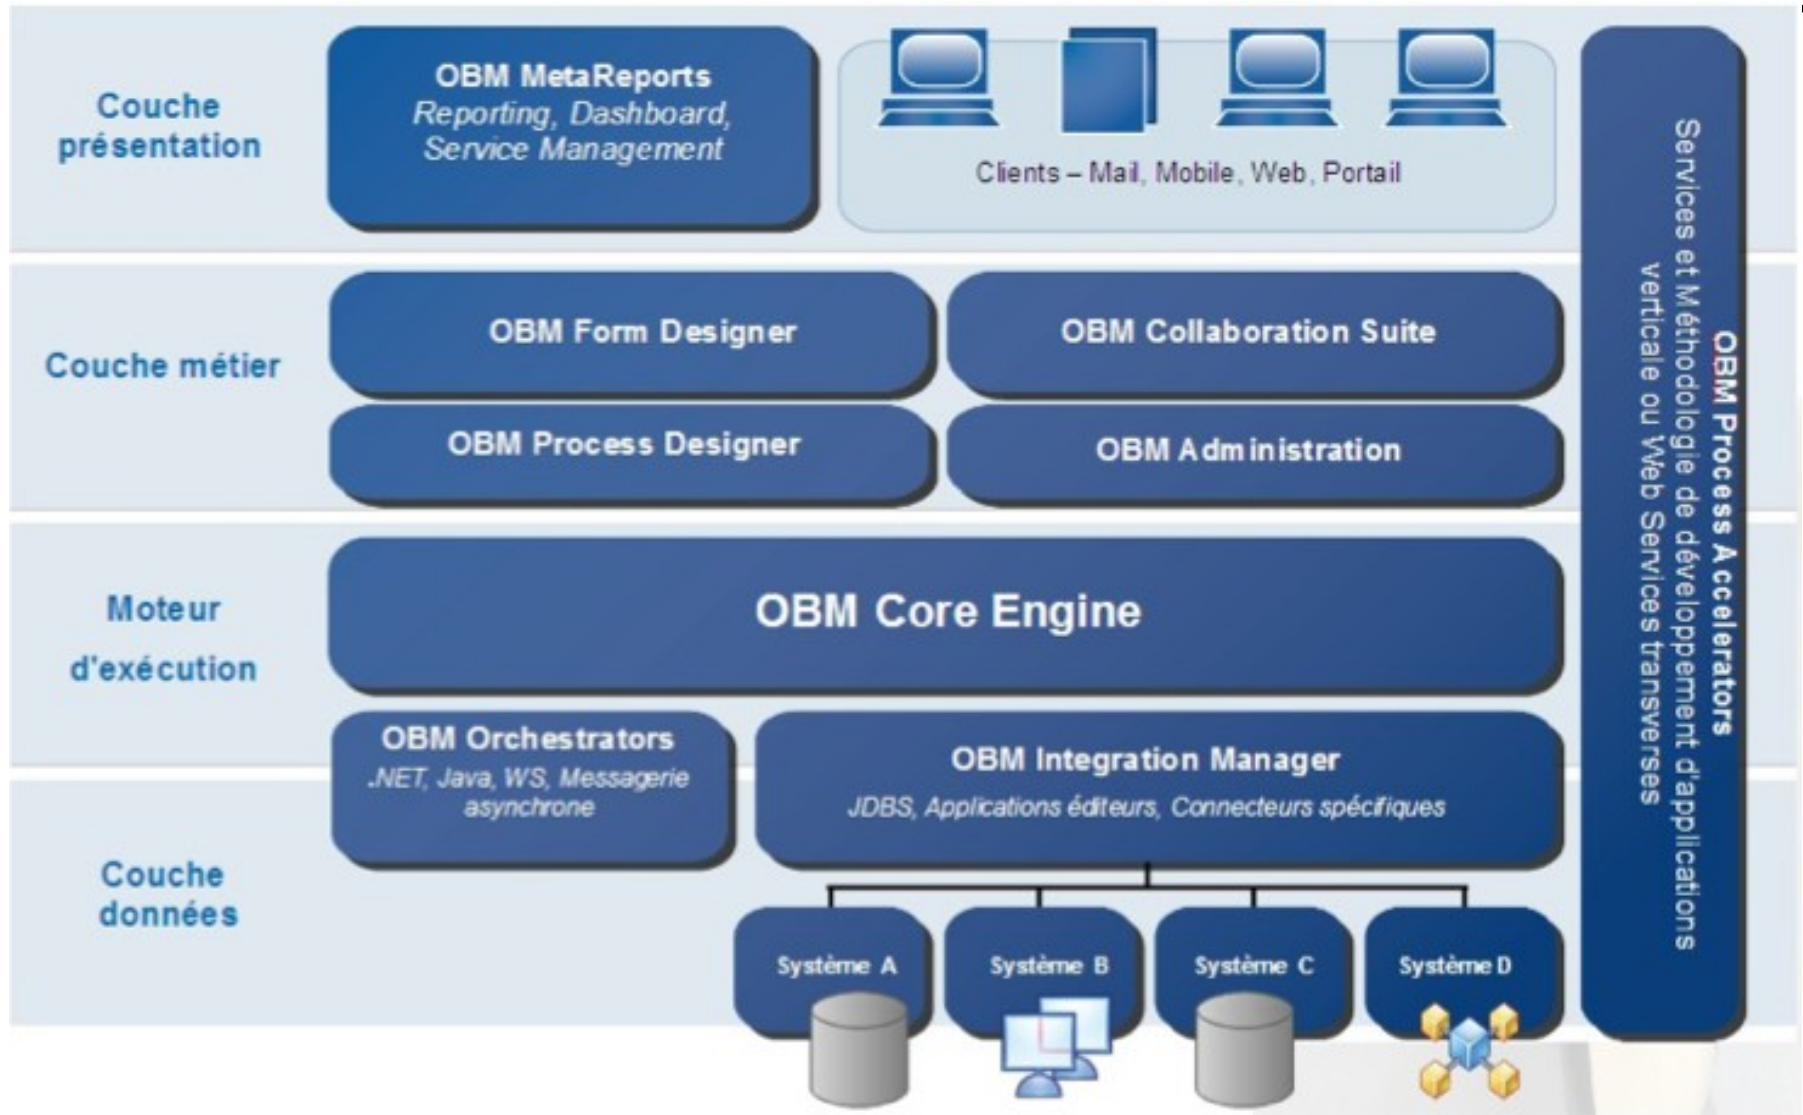 Couche
présentation
OBM MetaReports
Reporting, Dashboard,
Service Management
Clients – Mail, Mobile, Web, Portail
Couche métier
OBM Form Designer
OBM Collaboration Suite
OBM Process Designer
OBM Administration
Moteur
d'exécution
OBM Core Engine
OBM Orchestrators
.NET, Java, WS, Messagerie
asynchrone
OBM Integration Manager
JDBS, Applications éditeurs, Connecteurs spécifiques
Couche
données
Système A
Système B
Système C
Système D
OBM Process Accelerators
Services et Méthodologie de développement d'applications
verticale ou Web Services transverses